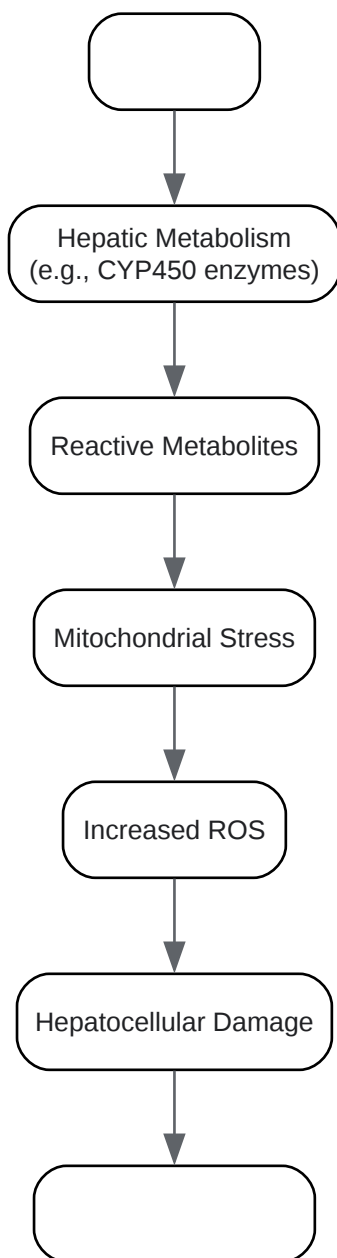 Hepatic Metabolism
(e.g., CYP450 enzymes)
Reactive Metabolites
Mitochondrial Stress
Increased ROS
Hepatocellular Damage